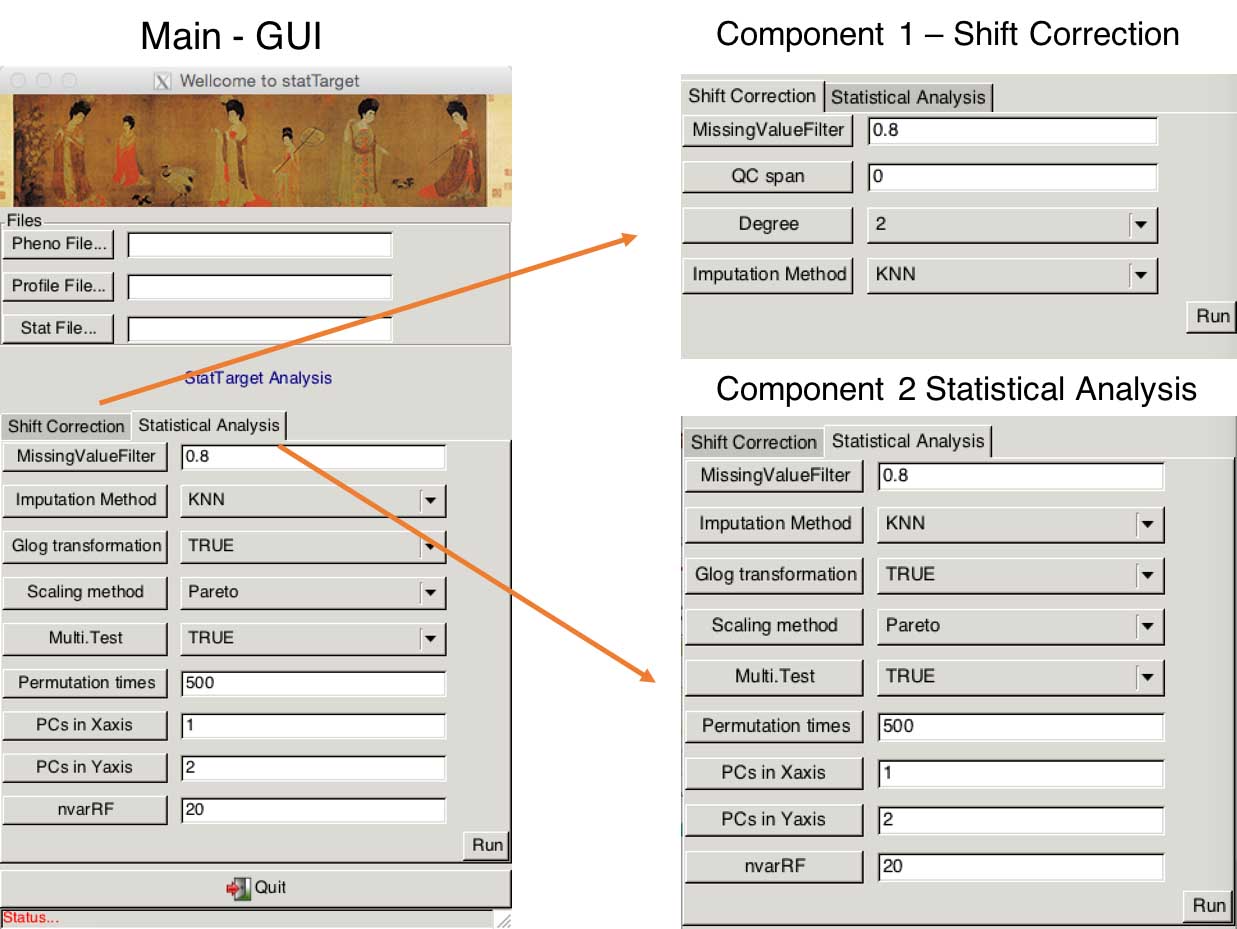 Main - GUI
Wellcome to statTarget
Files
Pheno File...
Profile File...
Stat File...
StatTarget Analysis
Shift Correction Statistical Analysis
MissingValueFilter 0.8
Imputation Method KNN
Glog transformation TRUE
Scaling method Pareto
Multi.Test TRUE
Permutation times 500
PCs in Xaxis 1
PCs in Yaxis 2
nvarRF 20
Run
Quit
Status...
Component 1 – Shift Correction
Shift Correction Statistical Analysis
MissingValueFilter 0.8
QC span 0
Degree 2
Imputation Method KNN
Run
Component 2 Statistical Analysis
Shift Correction Statistical Analysis
MissingValueFilter 0.8
Imputation Method KNN
Glog transformation TRUE
Scaling method Pareto
Multi.Test TRUE
Permutation times 500
PCs in Xaxis 1
PCs in Yaxis 2
nvarRF 20
Run